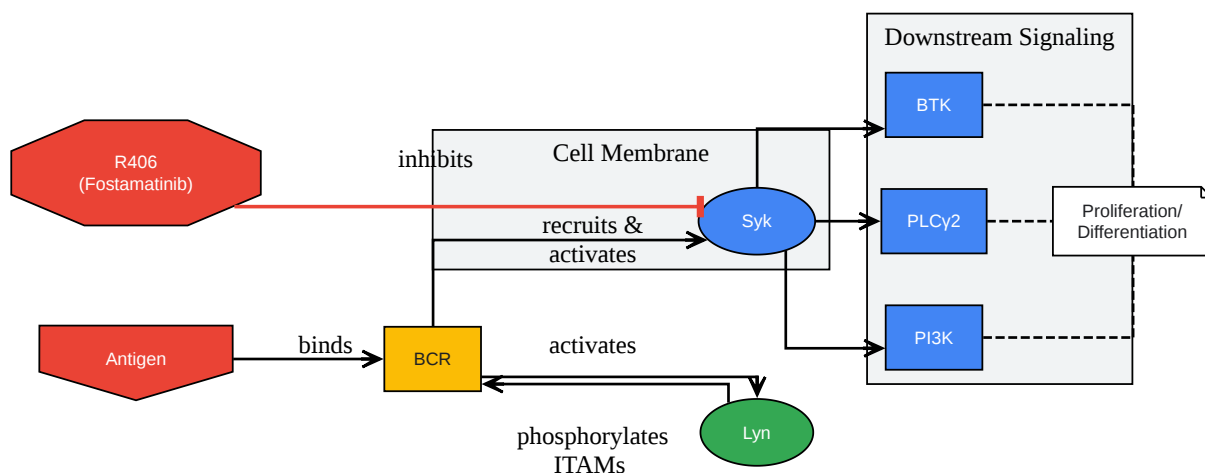 Downstream Signaling
BTK
R406
(Fostamatinib)
inhibits
Cell Membrane
Syk
recruits &
activates
PLCγ2
Proliferation/
Differentiation
Antigen
binds
BCR
activates
PI3K
Lyn
phosphorylates
ITAMs